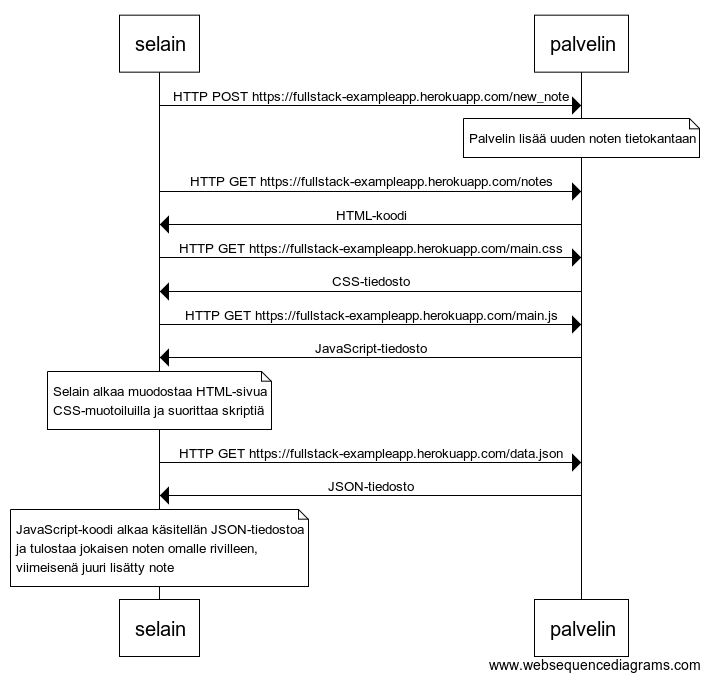 selain
palvelin
HTTP POST https://fullstack-exampleapp.herokuapp.com/new_note
Palvelin lisää uuden noten tietokantaan
HTTP GET https://fullstack-exampleapp.herokuapp.com/notes
HTML-koodi
HTTP GET https://fullstack-exampleapp.herokuapp.com/main.css
CSS-tiedosto
HTTP GET https://fullstack-exampleapp.herokuapp.com/main.js
JavaScript-tiedosto
Selain alkaa muodostaa HTML-sivua
CSS-muotoiluilla ja suorittaa skriptiä
HTTP GET https://fullstack-exampleapp.herokuapp.com/data.json
JSON-tiedosto
JavaScript-koodi alkaa käsitellän JSON-tiedostoa
ja tulostaa jokaisen noten omalle rivilleen,
viimeisenä juuri lisätty note
selain
palvelin
www.websequencediagrams.com